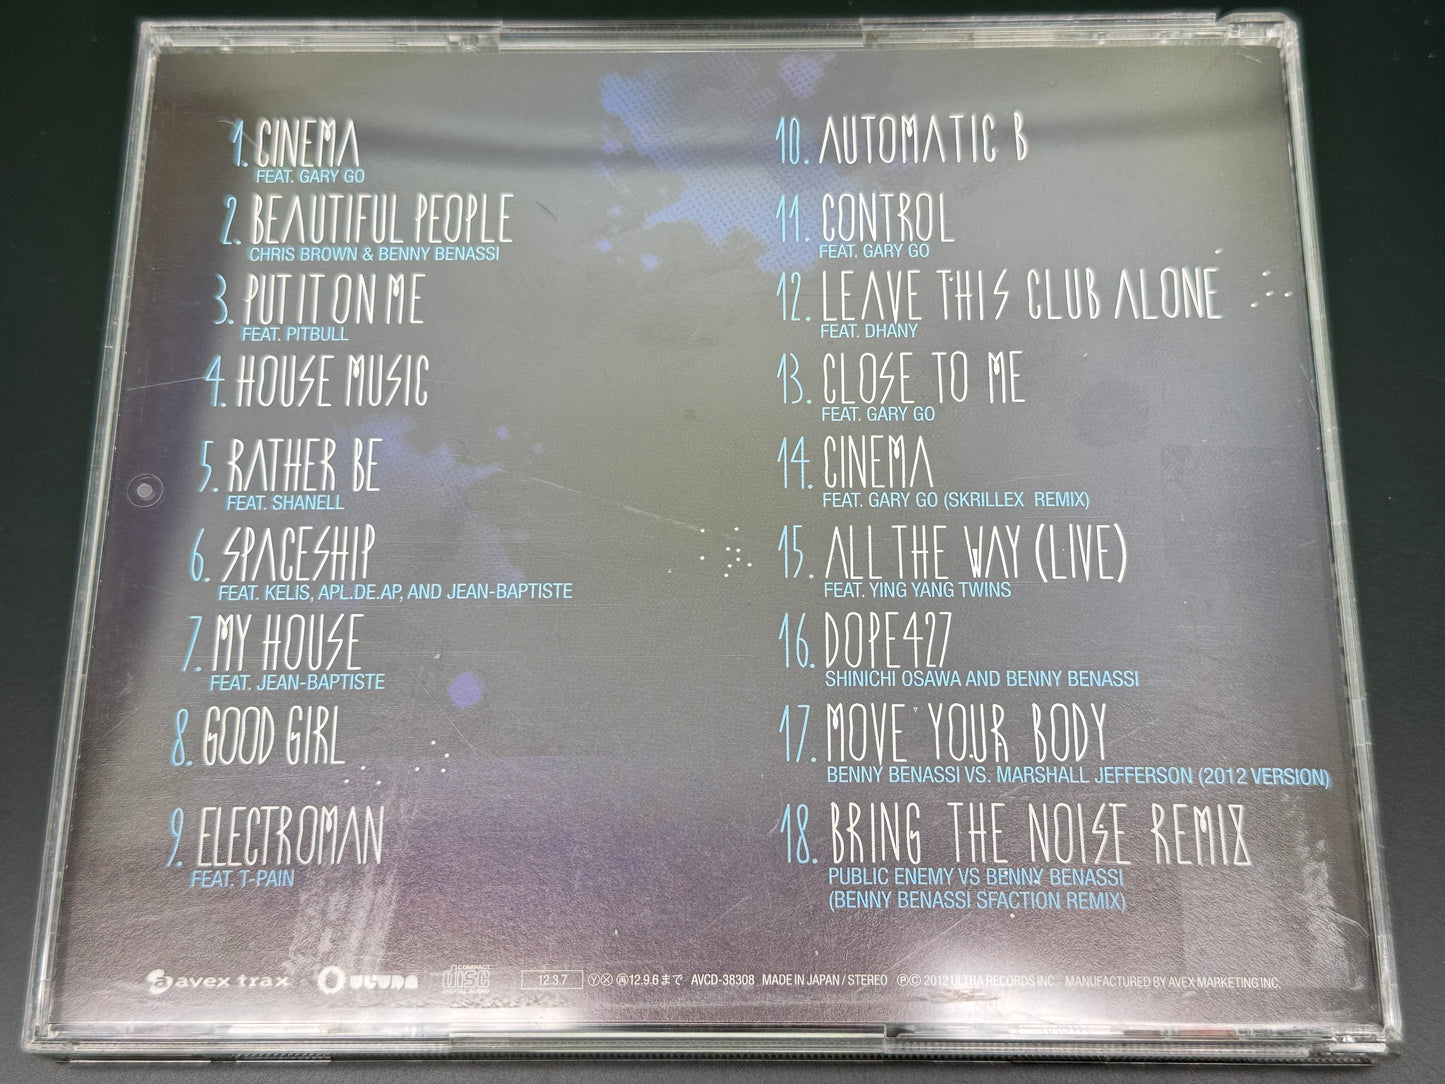 1. CINEMA
FEAT. GARY GO
2. BEAUTIFUL PEOPLE
CHRIS BROWN & BENNY BENASSI
3. PUT IT ON ME
FEAT. PITBULL
4. HOUSE MUSIC
5. RATHER BE
FEAT. SHANELL
6. SPACESHIP
FEAT. KELIS, APL.DE.AP, AND JEAN-BAPTISTE
7. MY HOUSE
FEAT. JEAN-BAPTISTE
8. GOOD GIRL
9. ELECTROMAN
FEAT. T-PAIN
10. AUTOMATIC B
11. CONTROL
FEAT. GARY GO
12. LEAVE THIS CLUB ALONE
FEAT. DHANY
13. CLOSE TO ME
FEAT. GARY GO
14. CINEMA
FEAT. GARY GO (SKRILLEX REMIX)
15. ALL THE WAY (LIVE)
FEAT. YING YANG TWINS
16. DOPE427
SHINICHI OSAWA AND BENNY BENASSI
17. MOVE YOUR BODY
BENNY BENASSI VS. MARSHALL JEFFERSON (2012 VERSION)
18. BRING THE NOISE REMIX
PUBLIC ENEMY VS BENNY BENASSI
(BENNY BENASSI SFACTION REMIX)
avex trax ULTRA COMPACT disc DIGITAL AUDIO 12.3.7 Ⓨ Ⓧ 再12.9.6まで AVCD-38308 MADE IN JAPAN / STEREO ℗© 2012 ULTRA RECORDS INC. MANUFACTURED BY AVEX MARKETING INC.